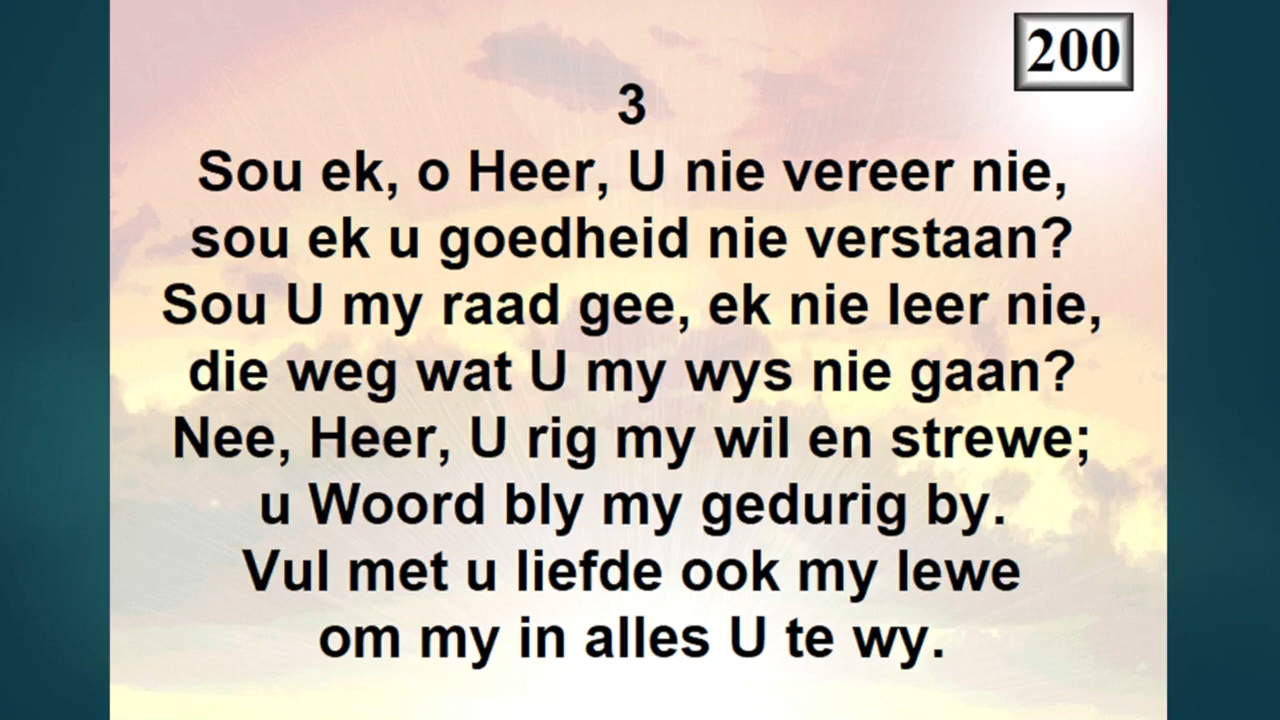 200
3
Sou ek, o Heer, U nie vereer nie,
sou ek u goedheid nie verstaan?
Sou U my raad gee, ek nie leer nie,
die weg wat U my wys nie gaan?
Nee, Heer, U rig my wil en strewe;
u Woord bly my gedurig by.
Vul met u liefde ook my lewe
om my in alles U te wy.